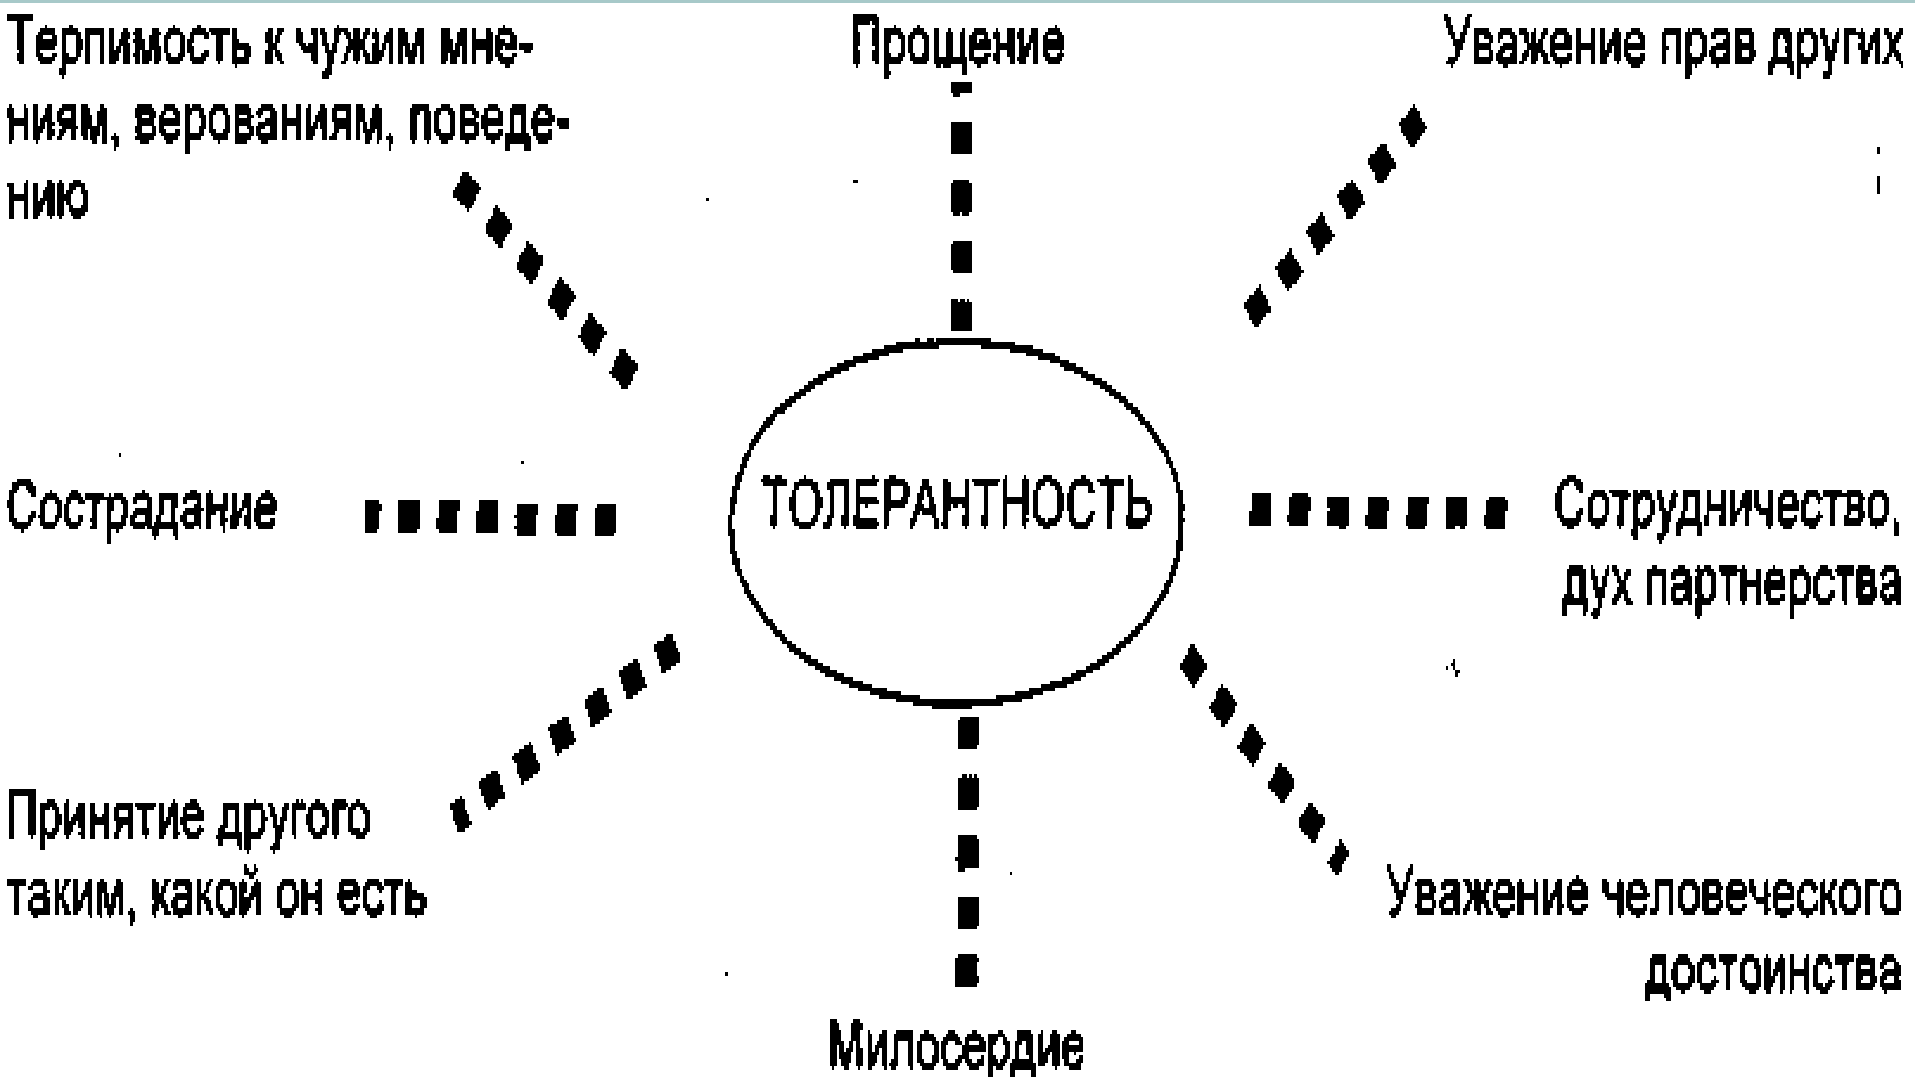 Терпимость к чужим мне-
ниям, верованиям, поведе-
нию
Прощение
Уважение прав других
Сострадание
ТОЛЕРАНТНОСТЬ
Сотрудничество,
дух партнерства
Принятие другого
таким, какой он есть
Уважение человеческого
достоинства
Милосердие